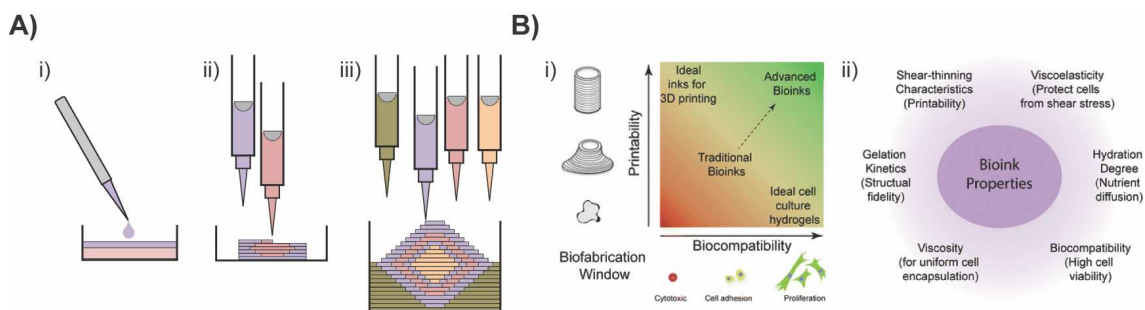 A)
i)
ii)
iii)
B)
i)
Printability
Ideal
inks for
3D printing
Advanced
Bioinks
Traditional
Bioinks
Ideal cell
culture
hydrogels
Biocompatibility
Biofabrication
Window
Cytotoxic
Cell adhesion
Proliferation
ii)
Shear-thinning
Characteristics
(Printability)
Viscoelasticity
(Protect cells
from shear stress)
Gelation
Kinetics
(Structual
fidelity)
Bioink
Properties
Hydration
Degree
(Nutrient
diffusion)
Viscosity
(for uniform cell
encapsulation)
Biocompatibility
(High cell
viability)